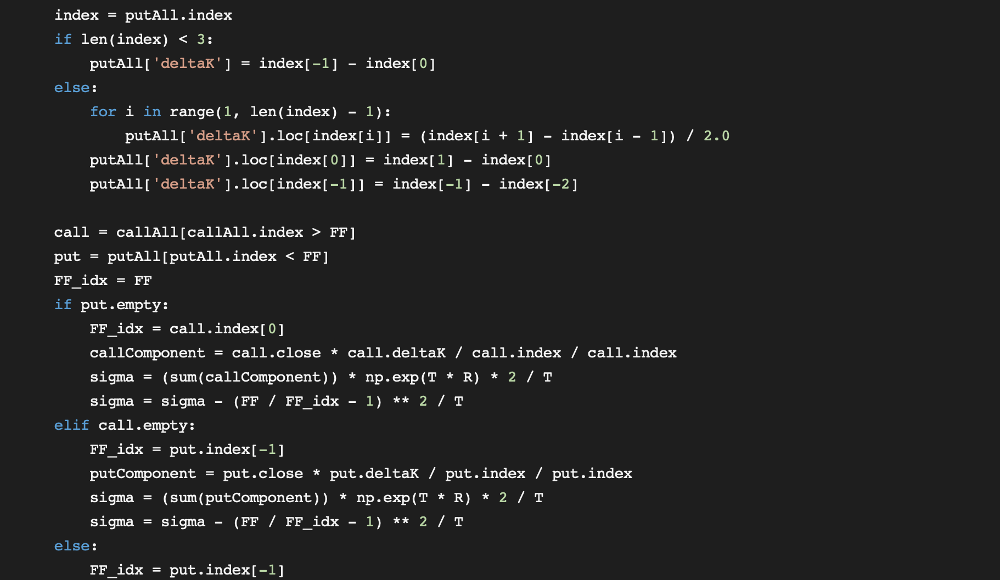 index = putAll.index
if len(index) < 3:
    putAll['deltaK'] = index[-1] - index[0]
else:
    for i in range(1, len(index) - 1):
        putAll['deltaK'].loc[index[i]] = (index[i + 1] - index[i - 1]) / 2.0
    putAll['deltaK'].loc[index[0]] = index[1] - index[0]
    putAll['deltaK'].loc[index[-1]] = index[-1] - index[-2]

call = callAll[callAll.index > FF]
put = putAll[putAll.index < FF]
FF_idx = FF
if put.empty:
    FF_idx = call.index[0]
    callComponent = call.close * call.deltaK / call.index / call.index
    sigma = (sum(callComponent)) * np.exp(T * R) * 2 / T
    sigma = sigma - (FF / FF_idx - 1) ** 2 / T
elif call.empty:
    FF_idx = put.index[-1]
    putComponent = put.close * put.deltaK / put.index / put.index
    sigma = (sum(putComponent)) * np.exp(T * R) * 2 / T
    sigma = sigma - (FF / FF_idx - 1) ** 2 / T
else:
    FF_idx = put.index[-1]